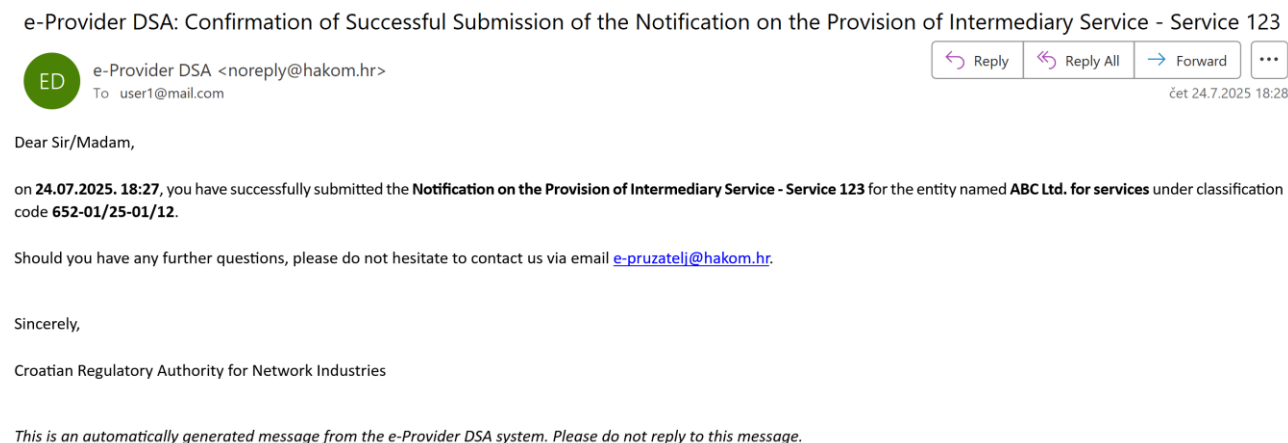 e-Provider DSA: Confirmation of Successful Submission of the Notification on the Provision of Intermediary Service - Service 123
ED
e-Provider DSA <noreply@hakom.hr>
To user1@mail.com
Reply
Reply All
Forward
čet 24.7.2025 18:28
Dear Sir/Madam,
on 24.07.2025. 18:27, you have successfully submitted the Notification on the Provision of Intermediary Service - Service 123 for the entity named ABC Ltd. for services under classification
code 652-01/25-01/12.
Should you have any further questions, please do not hesitate to contact us via email e-pruzatelj@hakom.hr.
Sincerely,
Croatian Regulatory Authority for Network Industries
This is an automatically generated message from the e-Provider DSA system. Please do not reply to this message.